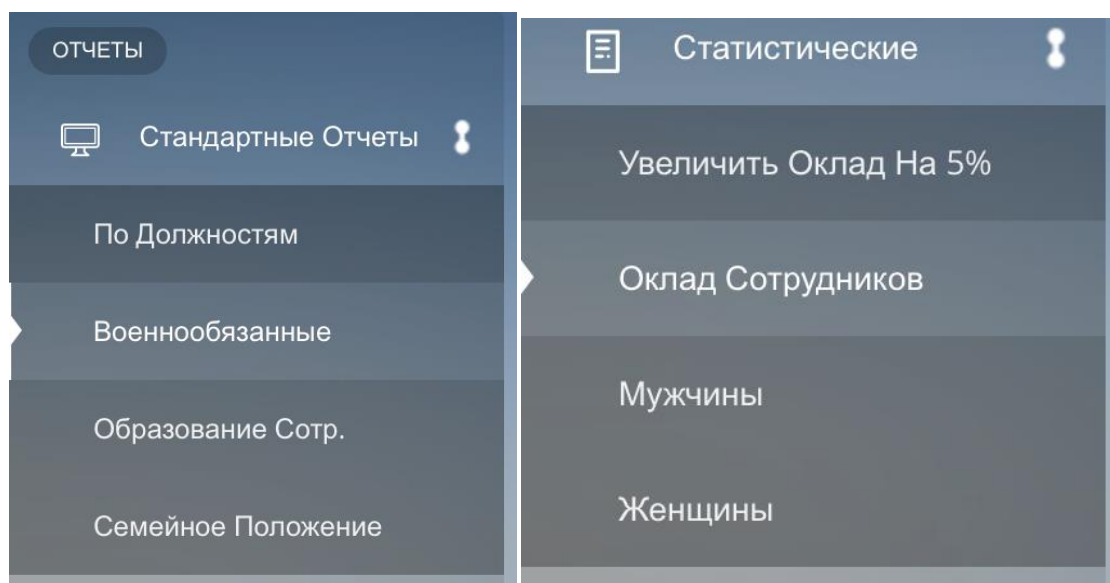 ОТЧЕТЫ
Стандартные Отчеты
По Должностям
Военнообязанные
Образование Сотр.
Семейное Положение
Статистические
Увеличить Оклад На 5%
Оклад Сотрудников
Мужчины
Женщины